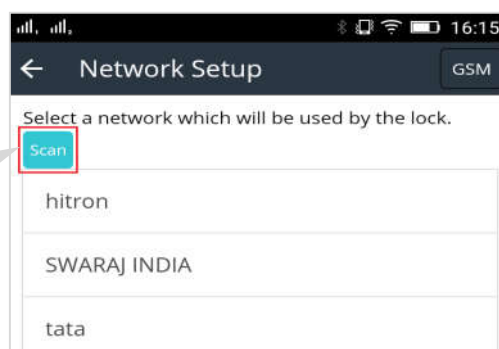 16:15
Network Setup
GSM
Select a network which will be used by the lock.
Scan
hitron
SWARAJ INDIA
tata